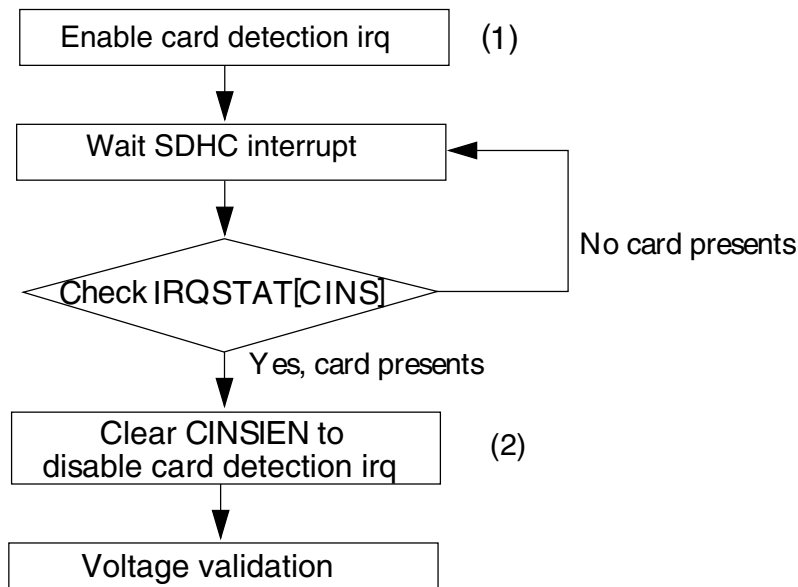 Enable card detection irq
(1)
Wait SDHC interrupt
No card presents
Check IRQSTAT[CINS]
Yes, card presents
Clear CINSIEN to
disable card detection irq
(2)
Voltage validation